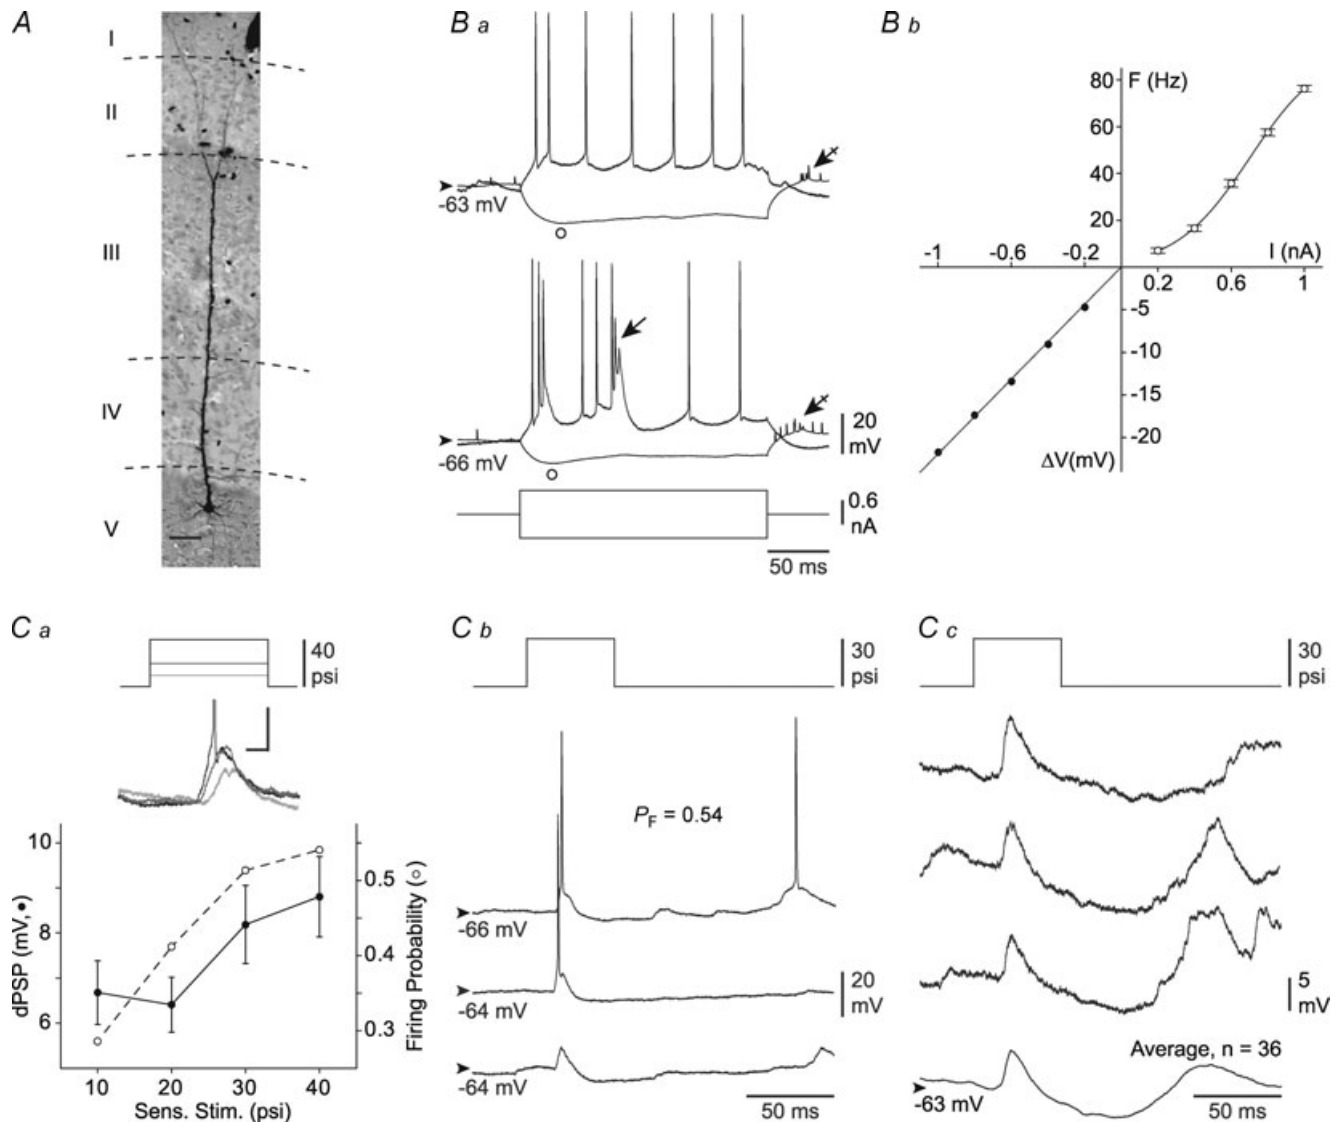 A
I
II
III
IV
V
B a
-63 mV
-66 mV
20
mV
0.6
nA
50 ms
B b
F (Hz)
80
60
40
20
-1
-0.6
-0.2
I (nA)
0.2
0.6
1
-5
-10
-15
-20
ΔV(mV)
C a
40
psi
10
8
6
dPSP (mV,●)
0.5
0.4
0.3
Firing Probability (○)
10
20
30
40
Sens. Stim. (psi)
C b
30
psi
PF = 0.54
-66 mV
-64 mV
20
mV
-64 mV
50 ms
C c
30
psi
5
mV
Average, n = 36
-63 mV
50 ms